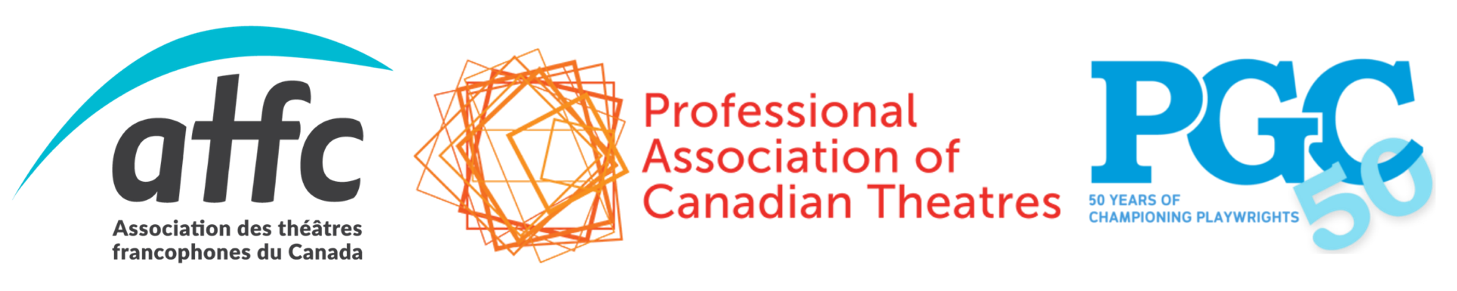 atfc
Association des théâtres
francophones du Canada
Professional
Association of
Canadian Theatres
PGC
50
50 YEARS OF
CHAMPIONING PLAYWRIGHTS